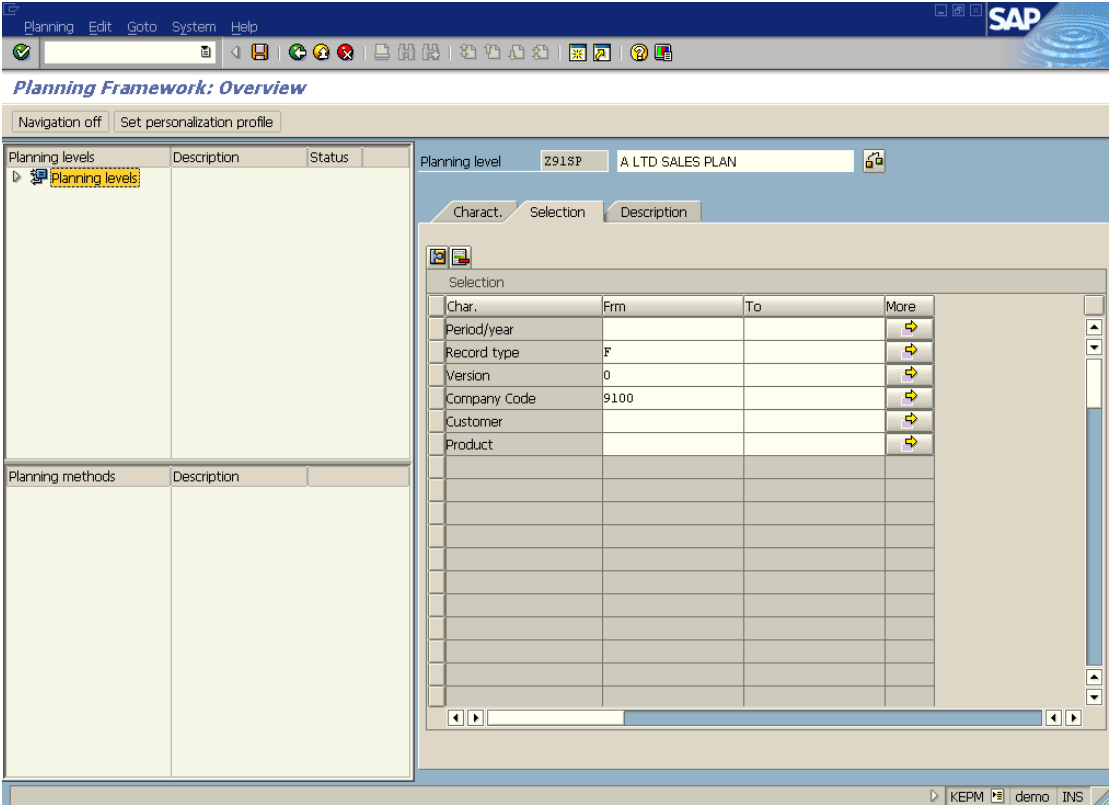 Planning Edit Goto System Help
SAP
Planning Framework: Overview
Navigation off Set personalization profile
Planning levels Description Status
Planning levels
Planning methods Description
Planning level Z91SP A LTD SALES PLAN
Charact. Selection Description
Selection
Char. Frm To More
Period/year
Record type F
Version 0
Company Code 9100
Customer
Product
KEPM demo INS